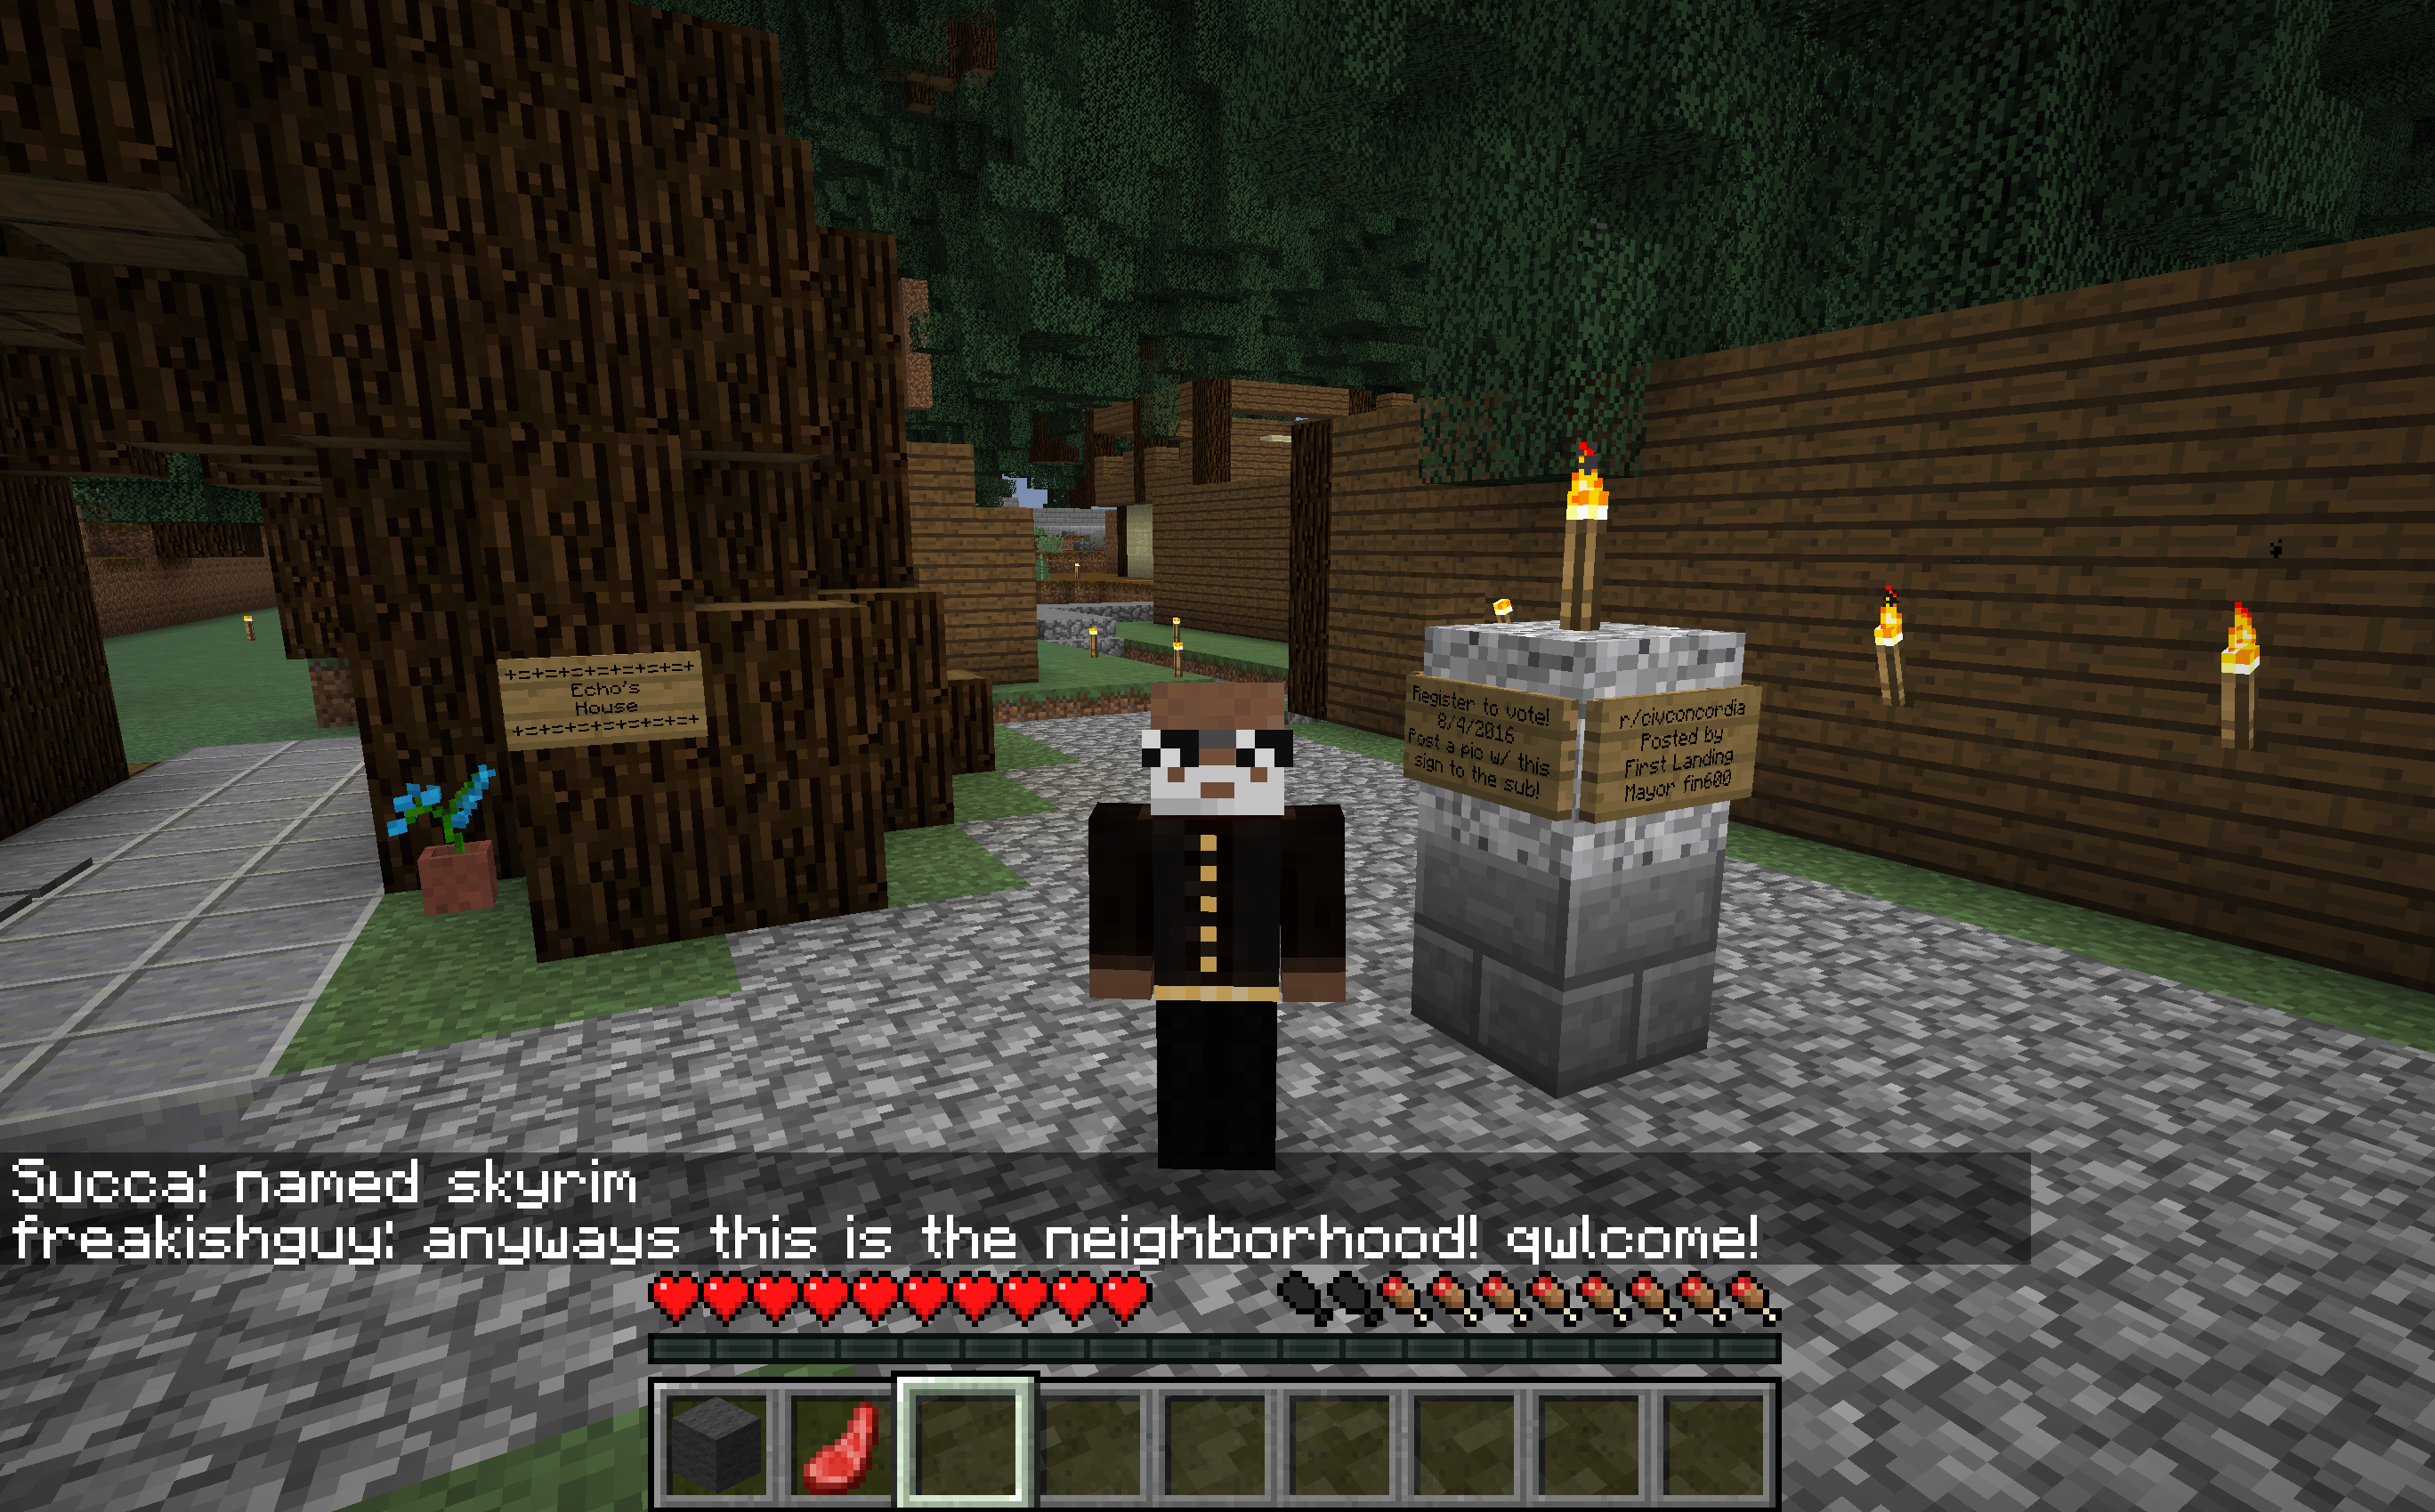 +=+=+=+=+=+=+=+
Echo's
House
+=+=+=+=+=+=+=+
Register to vote!
8/4/2016
Post a pic w/ this
sign to the sub!
r/civconcordia
Posted by
First Landing
Mayor fin600
Succa: named skyrim
freakishguy: anyways this is the neighborhood! qwlcome!